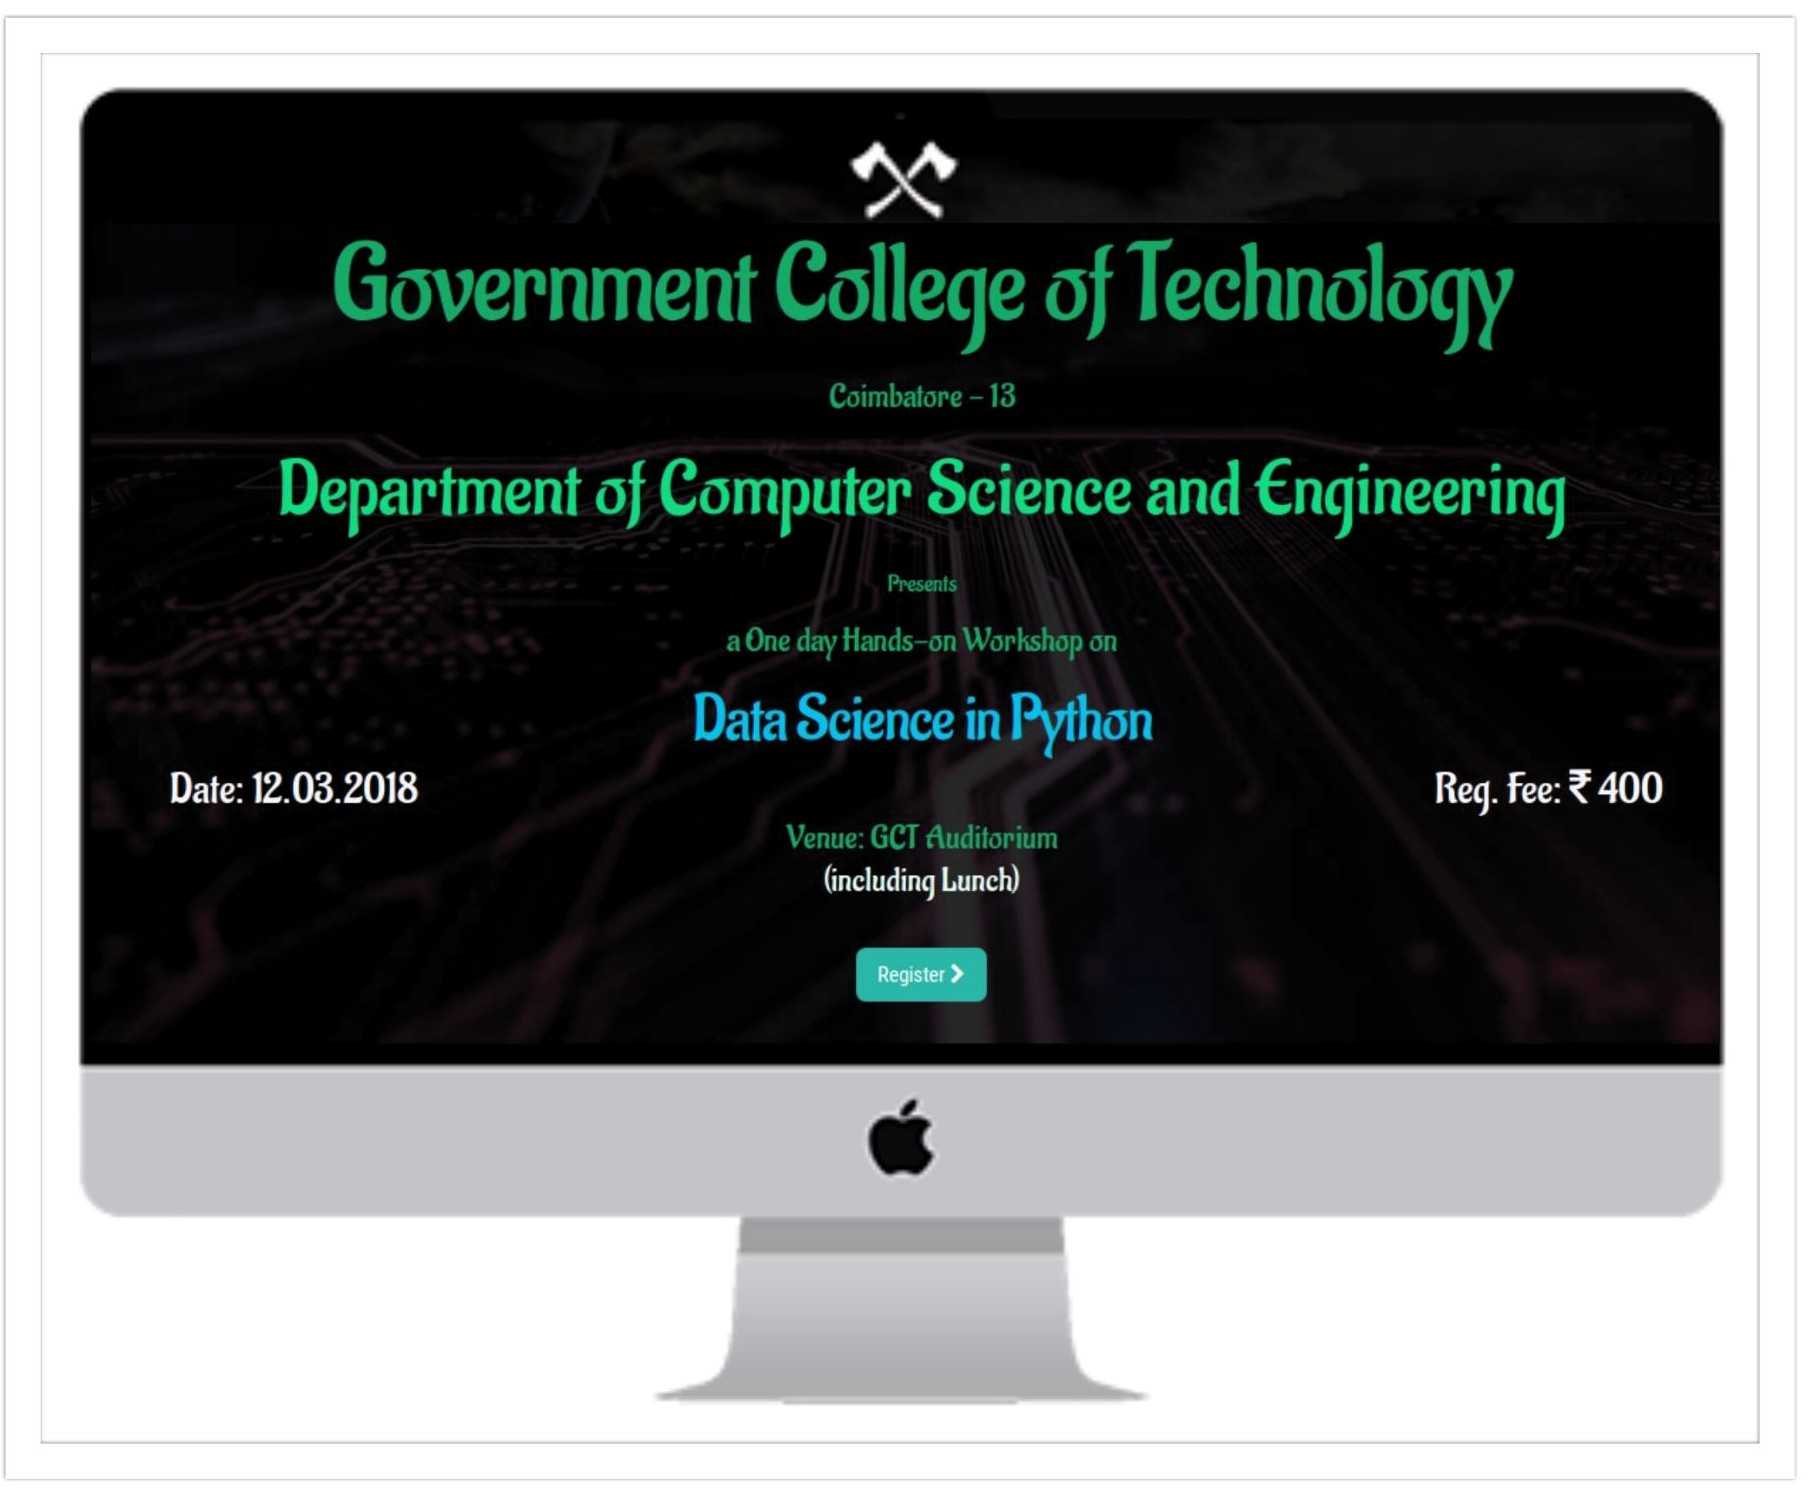 Government College of Technology
Coimbatore - 13
Department of Computer Science and Engineering
Presents
a One day Hands-on Workshop on
Data Science in Python
Date: 12.03.2018
Reg. Fee: ₹ 400
Venue: GCT Auditorium
(including Lunch)
Register